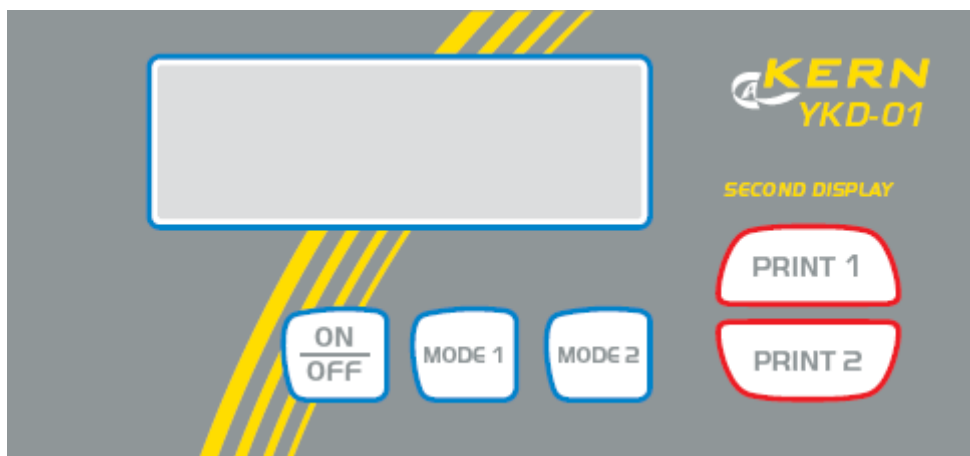 KERN
YKD-01
SECOND DISPLAY
PRINT 1
ON
OFF
MODE 1
MODE 2
PRINT 2